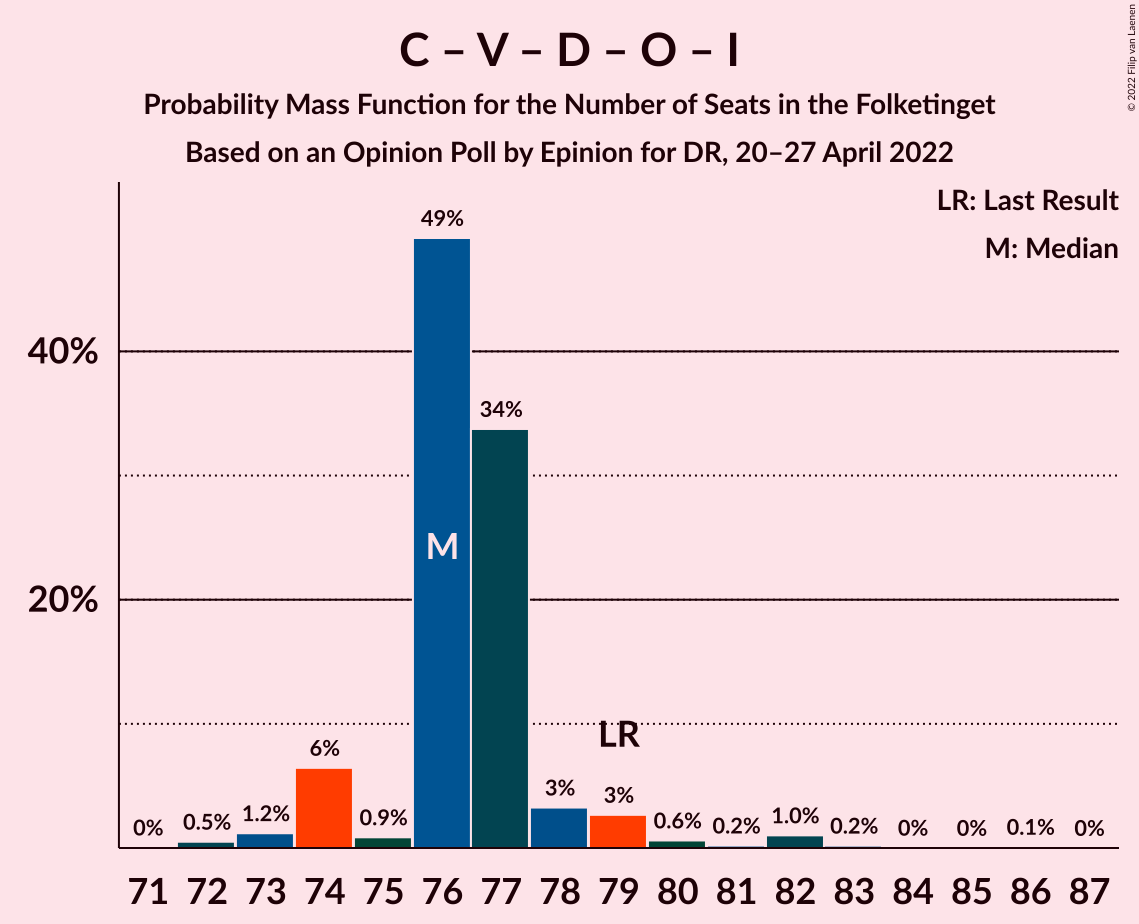 C – V – D – O – I
Probability Mass Function for the Number of Seats in the Folketinget
Based on an Opinion Poll by Epinion for DR, 20–27 April 2022
© 2022 Filip van Laenen
LR: Last Result
M: Median
40%
20%
0%
0.5%
1.2%
6%
0.9%
49%
34%
3%
3%
0.6%
0.2%
1.0%
0.2%
0%
0%
0.1%
0%
M
LR
71 72 73 74 75 76 77 78 79 80 81 82 83 84 85 86 87